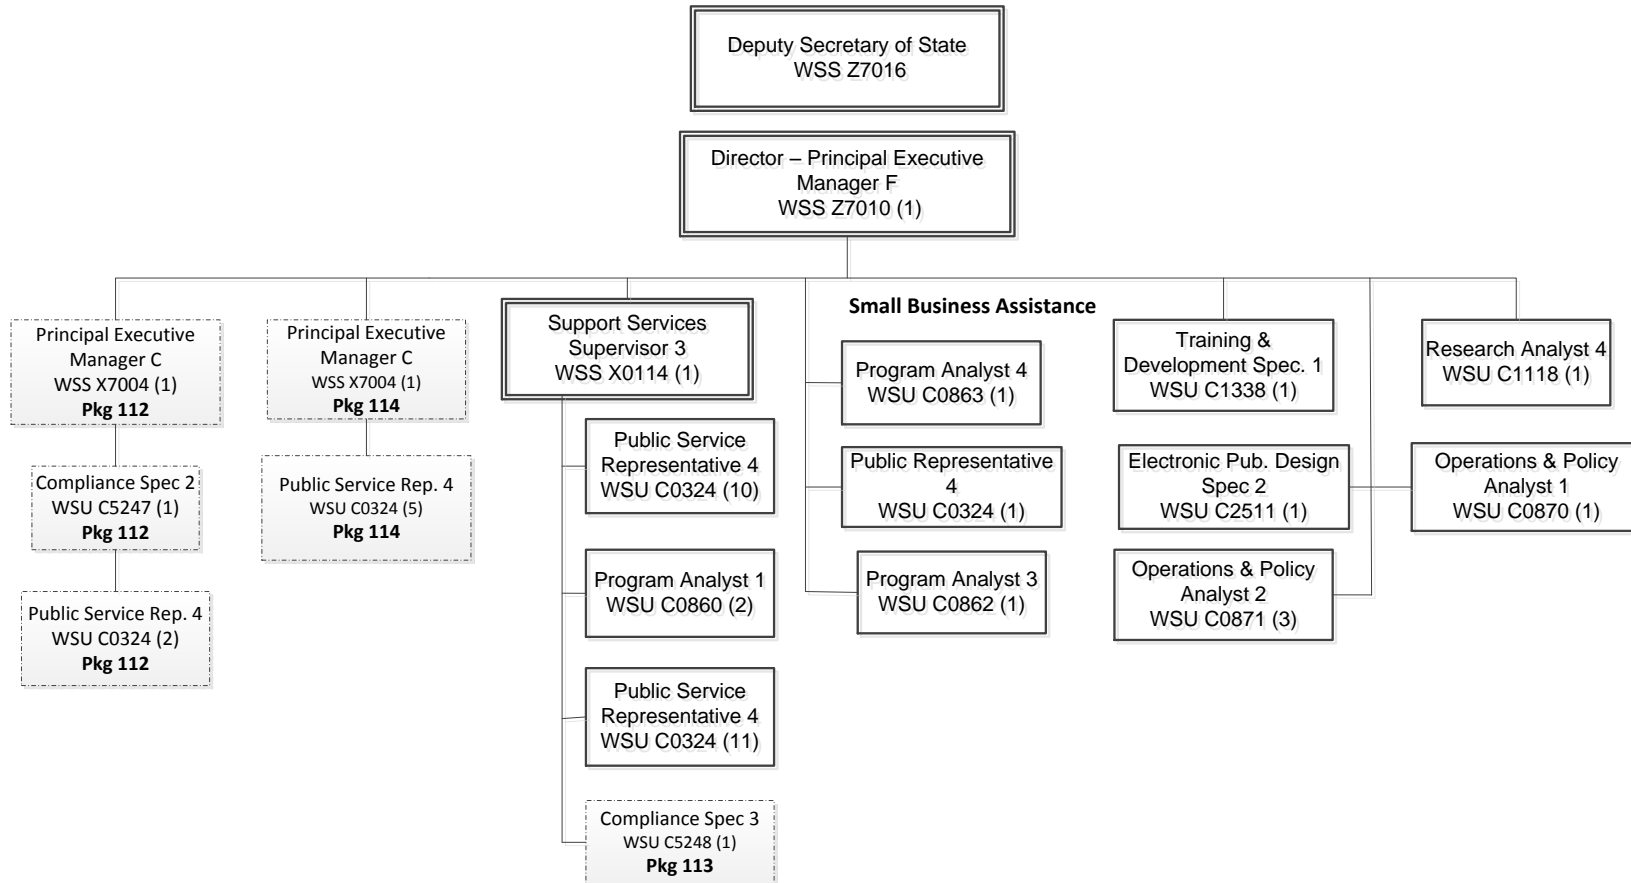 Deputy Secretary of State
WSS Z7016
Director – Principal Executive
Manager F
WSS Z7010 (1)
Small Business Assistance
Principal Executive
Manager C
WSS X7004 (1)
Pkg 112
Compliance Spec 2
WSU C5247 (1)
Pkg 112
Public Service Rep. 4
WSU C0324 (2)
Pkg 112
Principal Executive
Manager C
WSS X7004 (1)
Pkg 114
Public Service Rep. 4
WSU C0324 (5)
Pkg 114
Support Services
Supervisor 3
WSS X0114 (1)
Public Service
Representative 4
WSU C0324 (10)
Program Analyst 1
WSU C0860 (2)
Public Service
Representative 4
WSU C0324 (11)
Compliance Spec 3
WSU C5248 (1)
Pkg 113
Program Analyst 4
WSU C0863 (1)
Public Representative
4
WSU C0324 (1)
Program Analyst 3
WSU C0862 (1)
Training &
Development Spec. 1
WSU C1338 (1)
Electronic Pub. Design
Spec 2
WSU C2511 (1)
Operations & Policy
Analyst 2
WSU C0871 (3)
Research Analyst 4
WSU C1118 (1)
Operations & Policy
Analyst 1
WSU C0870 (1)